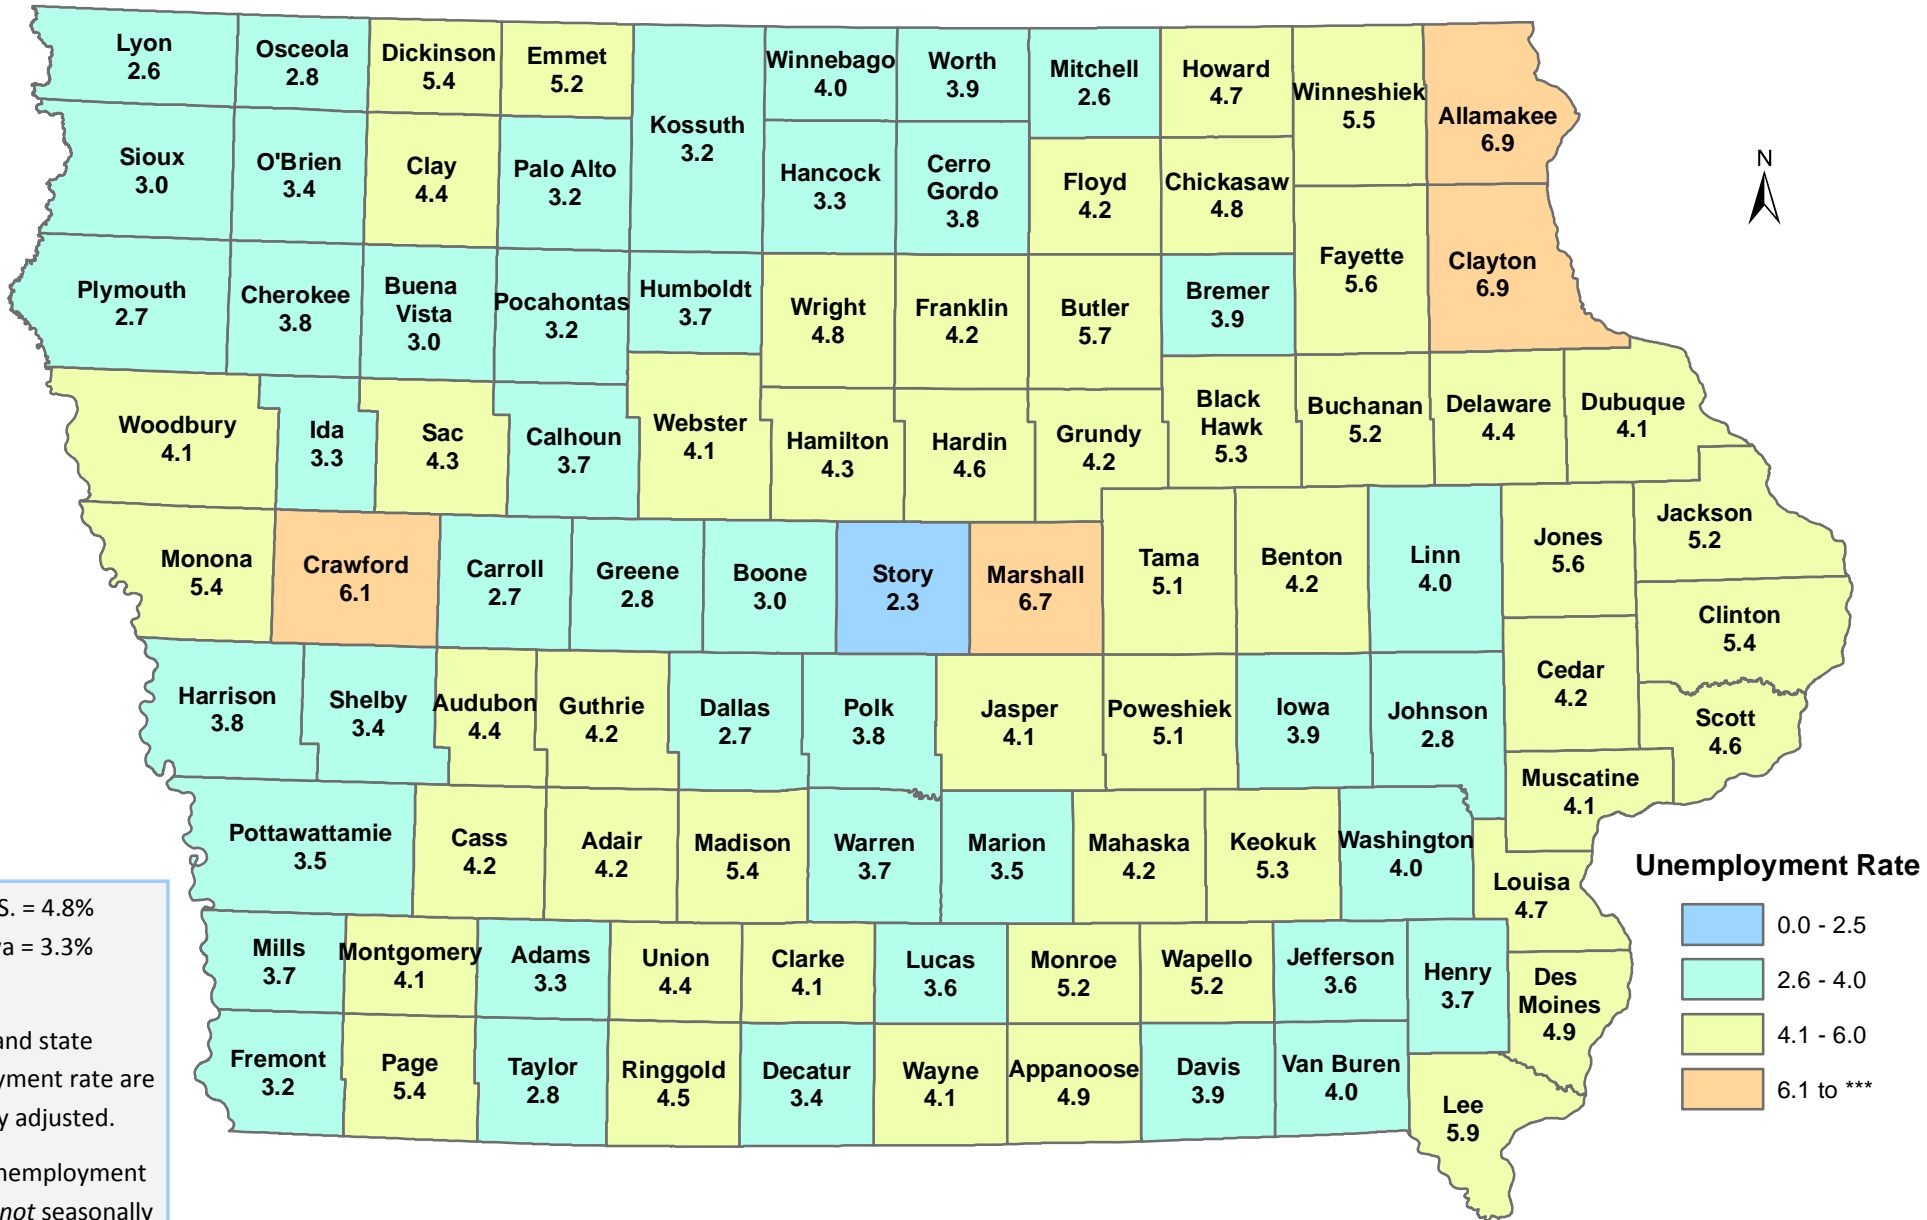 Lyon
2.6
Osceola
2.8
Dickinson
5.4
Emmet
5.2
Kossuth
3.2
Winnebago
4.0
Worth
3.9
Mitchell
2.6
Howard
4.7
Winneshiek
5.5
Allamakee
6.9
N
Sioux
3.0
O'Brien
3.4
Clay
4.4
Palo Alto
3.2
Hancock
3.3
Cerro
Gordo
3.8
Floyd
4.2
Chickasaw
4.8
Fayette
5.6
Clayton
6.9
Plymouth
2.7
Cherokee
3.8
Buena
Vista
3.0
Pocahontas
3.2
Humboldt
3.7
Wright
4.8
Franklin
4.2
Butler
5.7
Bremer
3.9
Woodbury
4.1
Ida
3.3
Sac
4.3
Calhoun
3.7
Webster
4.1
Hamilton
4.3
Hardin
4.6
Grundy
4.2
Black
Hawk
5.3
Buchanan
5.2
Delaware
4.4
Dubuque
4.1
Monona
5.4
Crawford
6.1
Carroll
2.7
Greene
2.8
Boone
3.0
Story
2.3
Marshall
6.7
Tama
5.1
Benton
4.2
Linn
4.0
Jones
5.6
Jackson
5.2
Clinton
5.4
Harrison
3.8
Shelby
3.4
Audubon
4.4
Guthrie
4.2
Dallas
2.7
Polk
3.8
Jasper
4.1
Poweshiek
5.1
Iowa
3.9
Johnson
2.8
Cedar
4.2
Scott
4.6
Muscatine
4.1
Pottawattamie
3.5
Cass
4.2
Adair
4.2
Madison
5.4
Warren
3.7
Marion
3.5
Mahaska
4.2
Keokuk
5.3
Washington
4.0
Louisa
4.7
Mills
3.7
Montgomery
4.1
Adams
3.3
Union
4.4
Clarke
4.1
Lucas
3.6
Monroe
5.2
Wapello
5.2
Jefferson
3.6
Henry
3.7
Des
Moines
4.9
Fremont
3.2
Page
5.4
Taylor
2.8
Ringgold
4.5
Decatur
3.4
Wayne
4.1
Appanoose
4.9
Davis
3.9
Van Buren
4.0
Lee
5.9
Unemployment Rate
0.0 - 2.5
2.6 - 4.0
4.1 - 6.0
6.1 to ***
S. = 4.8%
a = 3.3%
and state
yment rate are
y adjusted.
nemployment
not seasonally